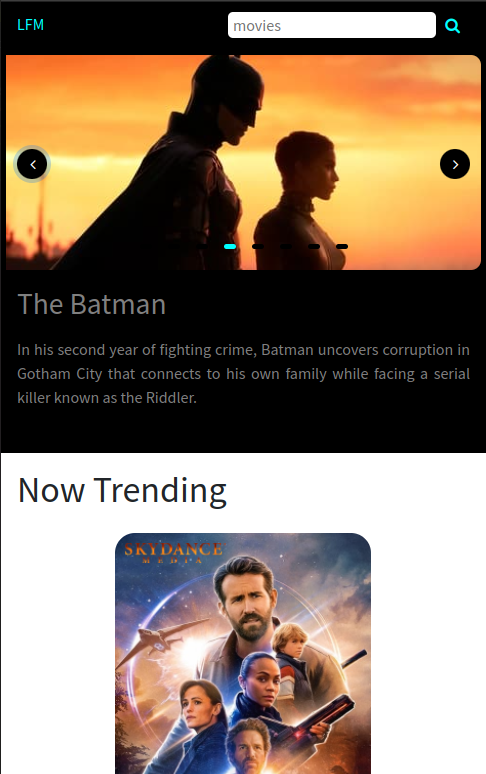 LFM
movies
The Batman
In his second year of fighting crime, Batman uncovers corruption in
Gotham City that connects to his own family while facing a serial
killer known as the Riddler.
Now Trending
SKYDANCE
MEDIA